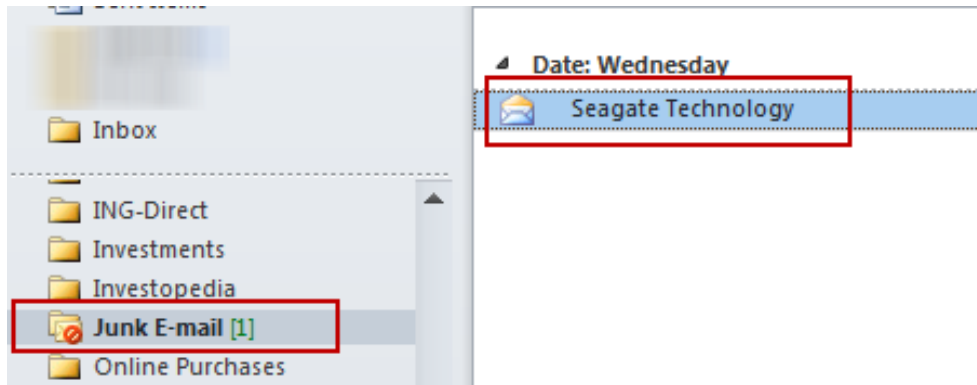 Inbox
ING-Direct
Investments
Investopedia
Junk E-mail [1]
Online Purchases
Date: Wednesday
Seagate Technology